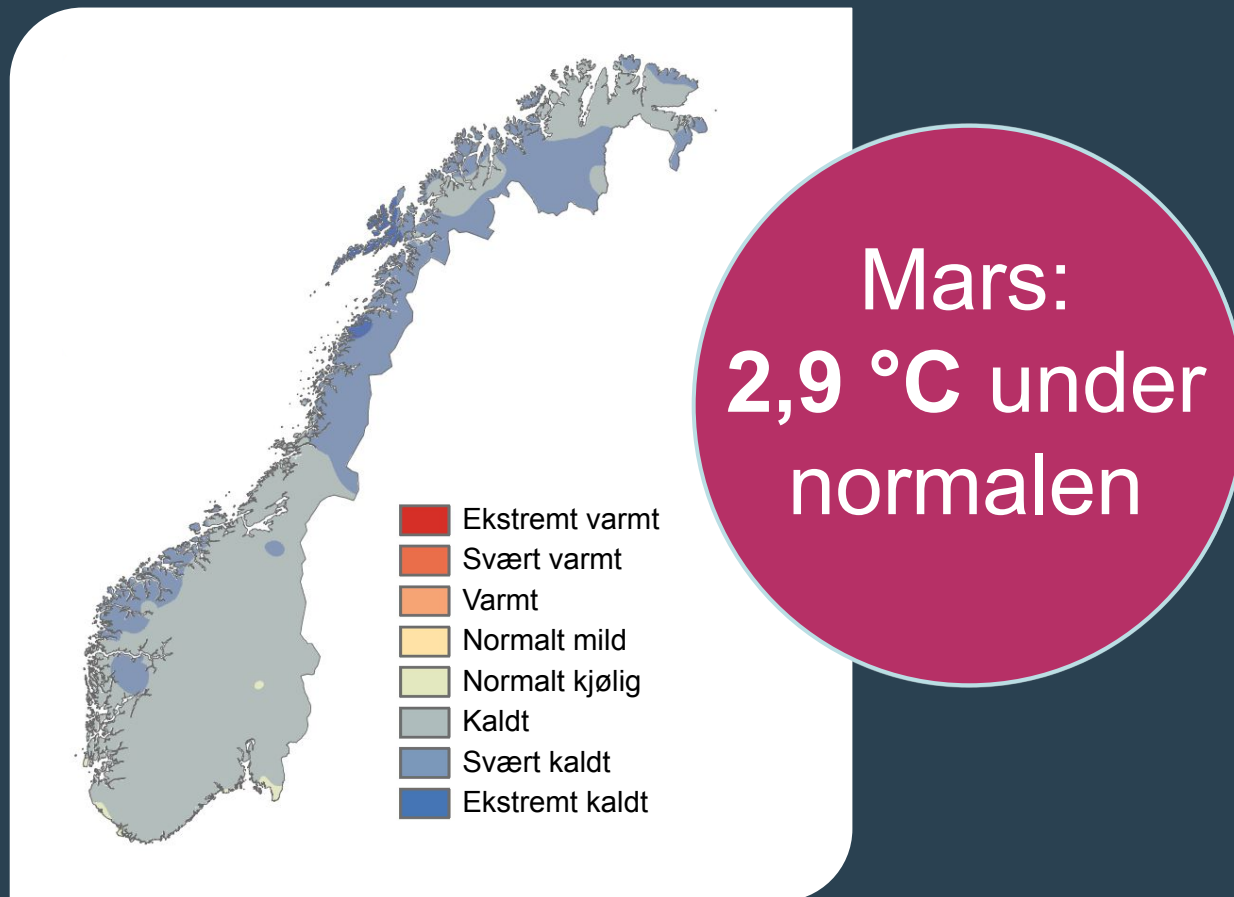 Mars:
2,9 °C under
normalen
Ekstremt varmt
Svært varmt
Varmt
Normalt mild
Normalt kjølig
Kaldt
Svært kaldt
Ekstremt kaldt